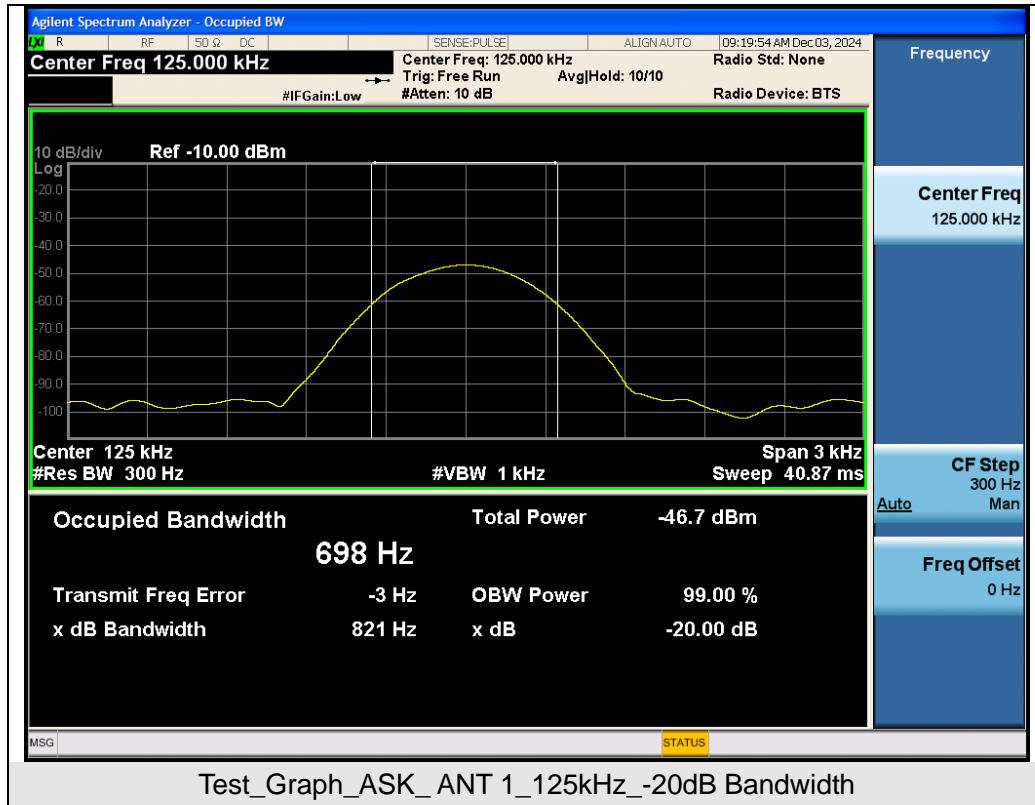 Agilent Spectrum Analyzer - Occupied BW
LXI R RF 50 Ω DC SENSE:PULSE ALIGN AUTO 09:19:54 AM Dec 03, 2024
Center Freq 125.000 kHz
Center Freq: 125.000 kHz
Radio Std: None
Trig: Free Run Avg|Hold: 10/10
#IFGain:Low
#Atten: 10 dB
Radio Device: BTS
Frequency
10 dB/div Ref -10.00 dBm
Log
-20.0
-30.0
-40.0
-50.0
-60.0
-70.0
-80.0
-90.0
-100
Center 125 kHz Span 3 kHz
#Res BW 300 Hz #VBW 1 kHz Sweep 40.87 ms
Center Freq
125.000 kHz
CF Step
300 Hz
Auto Man
Freq Offset
0 Hz
Occupied Bandwidth Total Power -46.7 dBm
698 Hz
Transmit Freq Error -3 Hz OBW Power 99.00 %
x dB Bandwidth 821 Hz x dB -20.00 dB
MSG STATUS
Test_Graph_ASK_ ANT 1_125kHz_-20dB Bandwidth